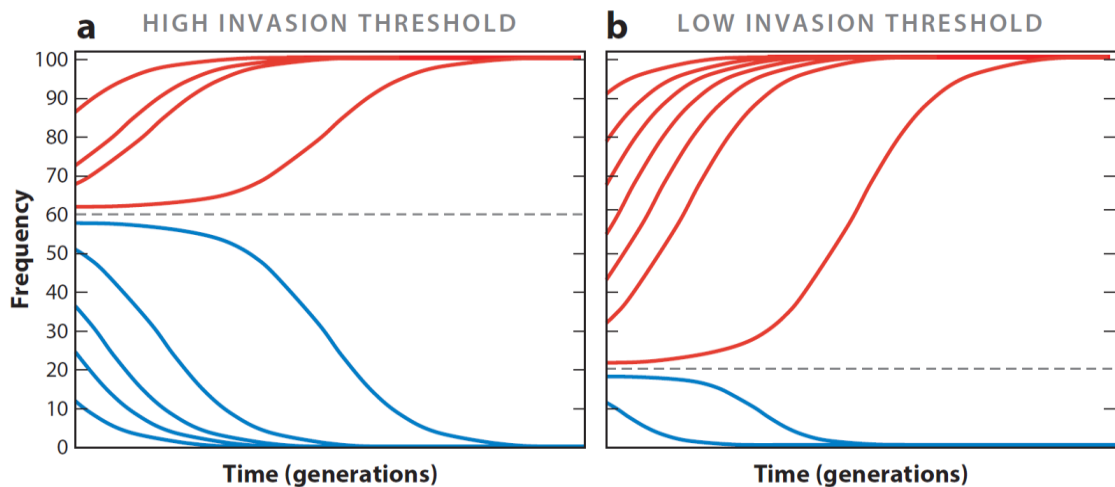 a HIGH INVASION THRESHOLD
b LOW INVASION THRESHOLD
100
90
80
70
60
50
40
30
20
10
0
Frequency
Time (generations)
Time (generations)